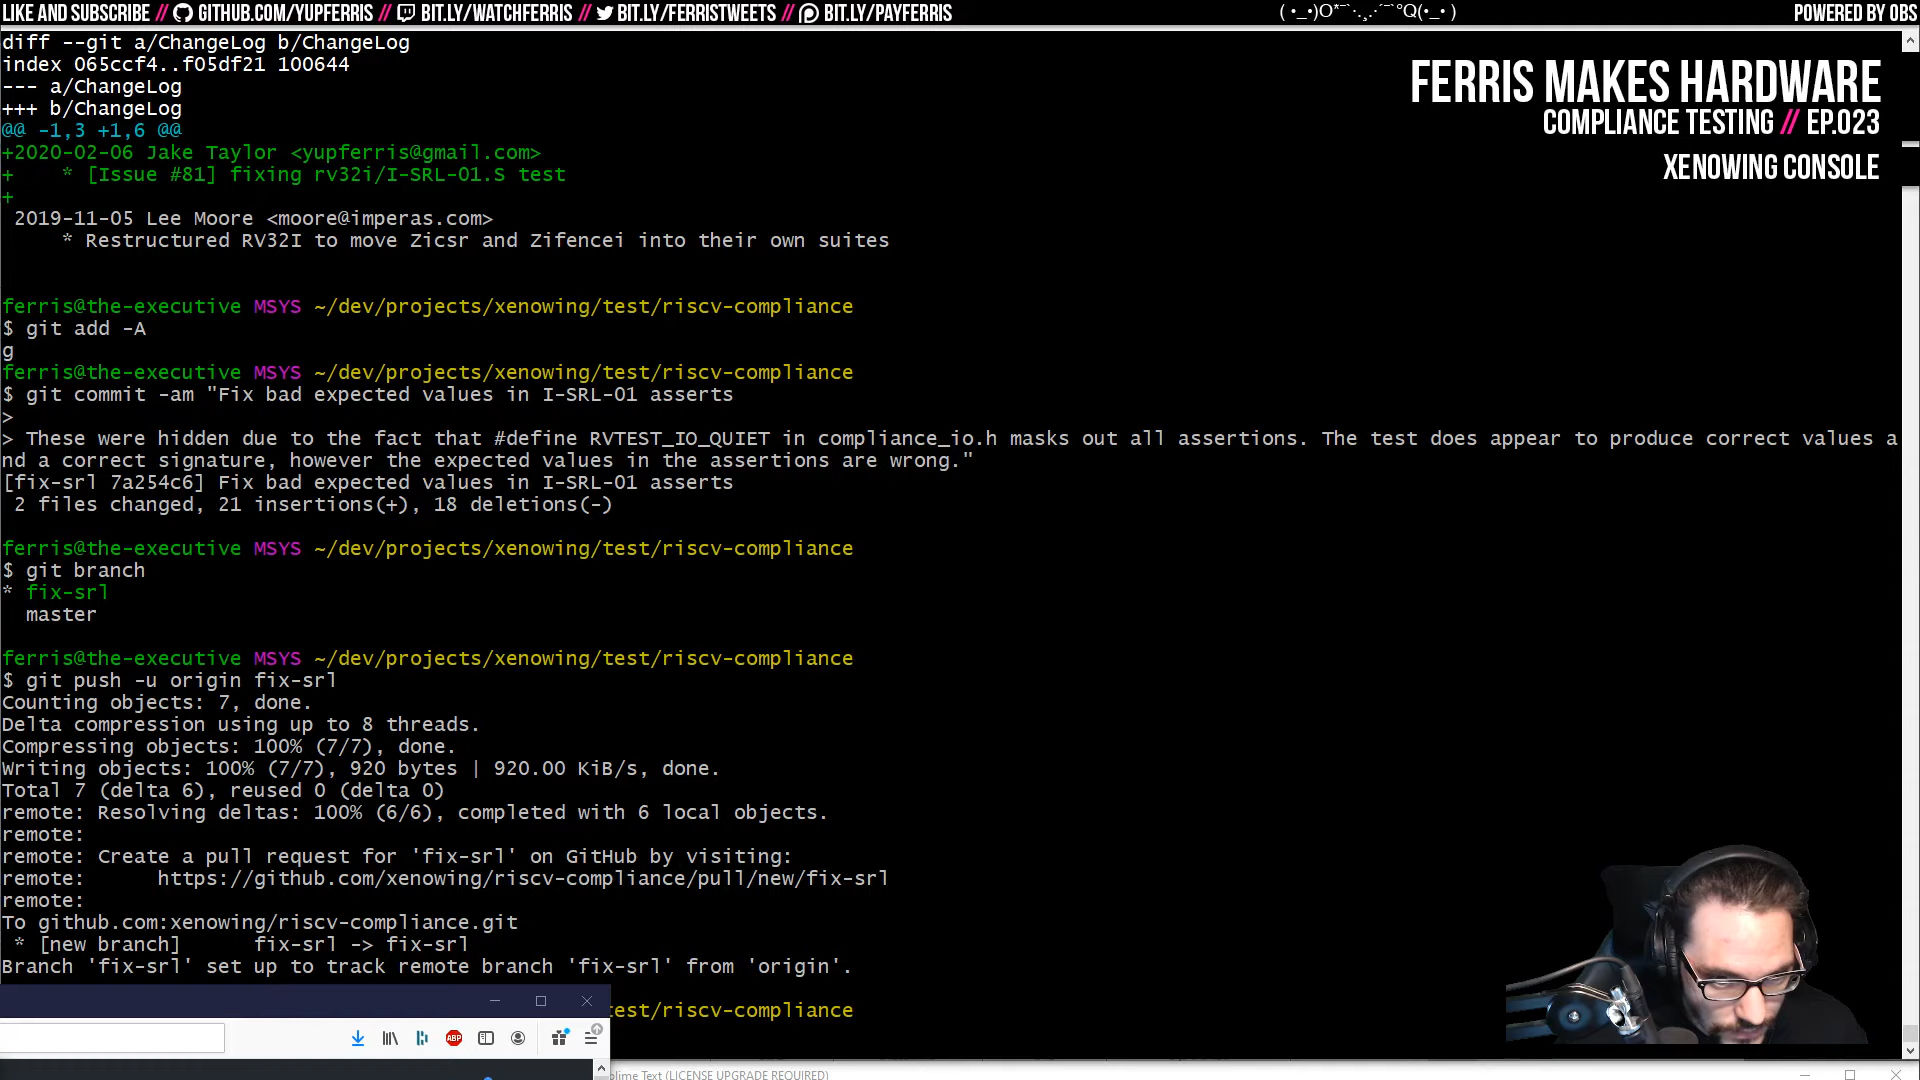 LIKE AND SUBSCRIBE // GITHUB.COM/YUPFERRIS // BIT.LY/WATCHFERRIS // BIT.LY/FERRISTWEETS // BIT.LY/PAYFERRIS
POWERED BY OBS
FERRIS MAKES HARDWARE
COMPLIANCE TESTING // EP.023
XENOWING CONSOLE
diff --git a/ChangeLog b/ChangeLog
index 065ccf4..f05df21 100644
--- a/ChangeLog
+++ b/ChangeLog
@@ -1,3 +1,6 @@
+2020-02-06 Jake Taylor <yupferris@gmail.com>
+    * [Issue #81] fixing rv32i/I-SRL-01.S test
+
2019-11-05 Lee Moore <moore@imperas.com>
* Restructured RV32I to move Zicsr and Zifencei into their own suites
ferris@the-executive MSYS ~/dev/projects/xenowing/test/riscv-compliance
$ git add -A
g
ferris@the-executive MSYS ~/dev/projects/xenowing/test/riscv-compliance
$ git commit -am "Fix bad expected values in I-SRL-01 asserts
>
> These were hidden due to the fact that #define RVTEST_IO_QUIET in compliance_io.h masks out all assertions. The test does appear to produce correct values a
nd a correct signature, however the expected values in the assertions are wrong."
[fix-srl 7a254c6] Fix bad expected values in I-SRL-01 asserts
2 files changed, 21 insertions(+), 18 deletions(-)
ferris@the-executive MSYS ~/dev/projects/xenowing/test/riscv-compliance
$ git branch
* fix-srl
master
ferris@the-executive MSYS ~/dev/projects/xenowing/test/riscv-compliance
$ git push -u origin fix-srl
Counting objects: 7, done.
Delta compression using up to 8 threads.
Compressing objects: 100% (7/7), done.
Writing objects: 100% (7/7), 920 bytes | 920.00 KiB/s, done.
Total 7 (delta 6), reused 0 (delta 0)
remote: Resolving deltas: 100% (6/6), completed with 6 local objects.
remote:
remote: Create a pull request for 'fix-srl' on GitHub by visiting:
remote:      https://github.com/xenowing/riscv-compliance/pull/new/fix-srl
remote:
To github.com:xenowing/riscv-compliance.git
* [new branch]      fix-srl -> fix-srl
Branch 'fix-srl' set up to track remote branch 'fix-srl' from 'origin'.
test/riscv-compliance
ABP
lime Text (LICENSE UPGRADE REQUIRED)